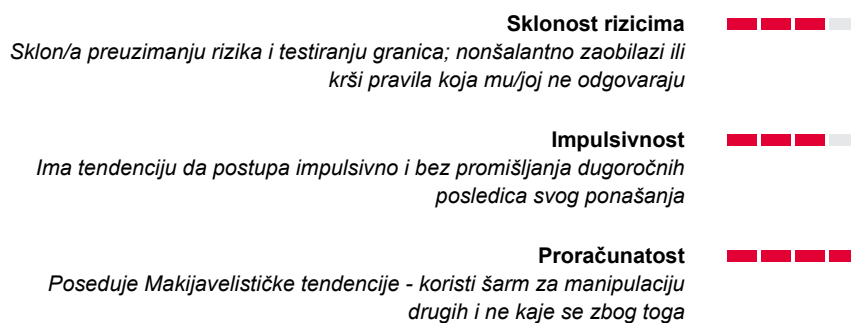 Sklonost rizicima
Sklon/a preuzimanju rizika i testiranju granica; nonšalantno zaobilazi ili
krši pravila koja mu/joj ne odgovaraju
Impulsivnost
Ima tendenciju da postupa impulsivno i bez promišljanja dugoročnih
posledica svog ponašanja
Proračunatost
Poseduje Makijavelističke tendencije - koristi šarm za manipulaciju
drugih i ne kaje se zbog toga